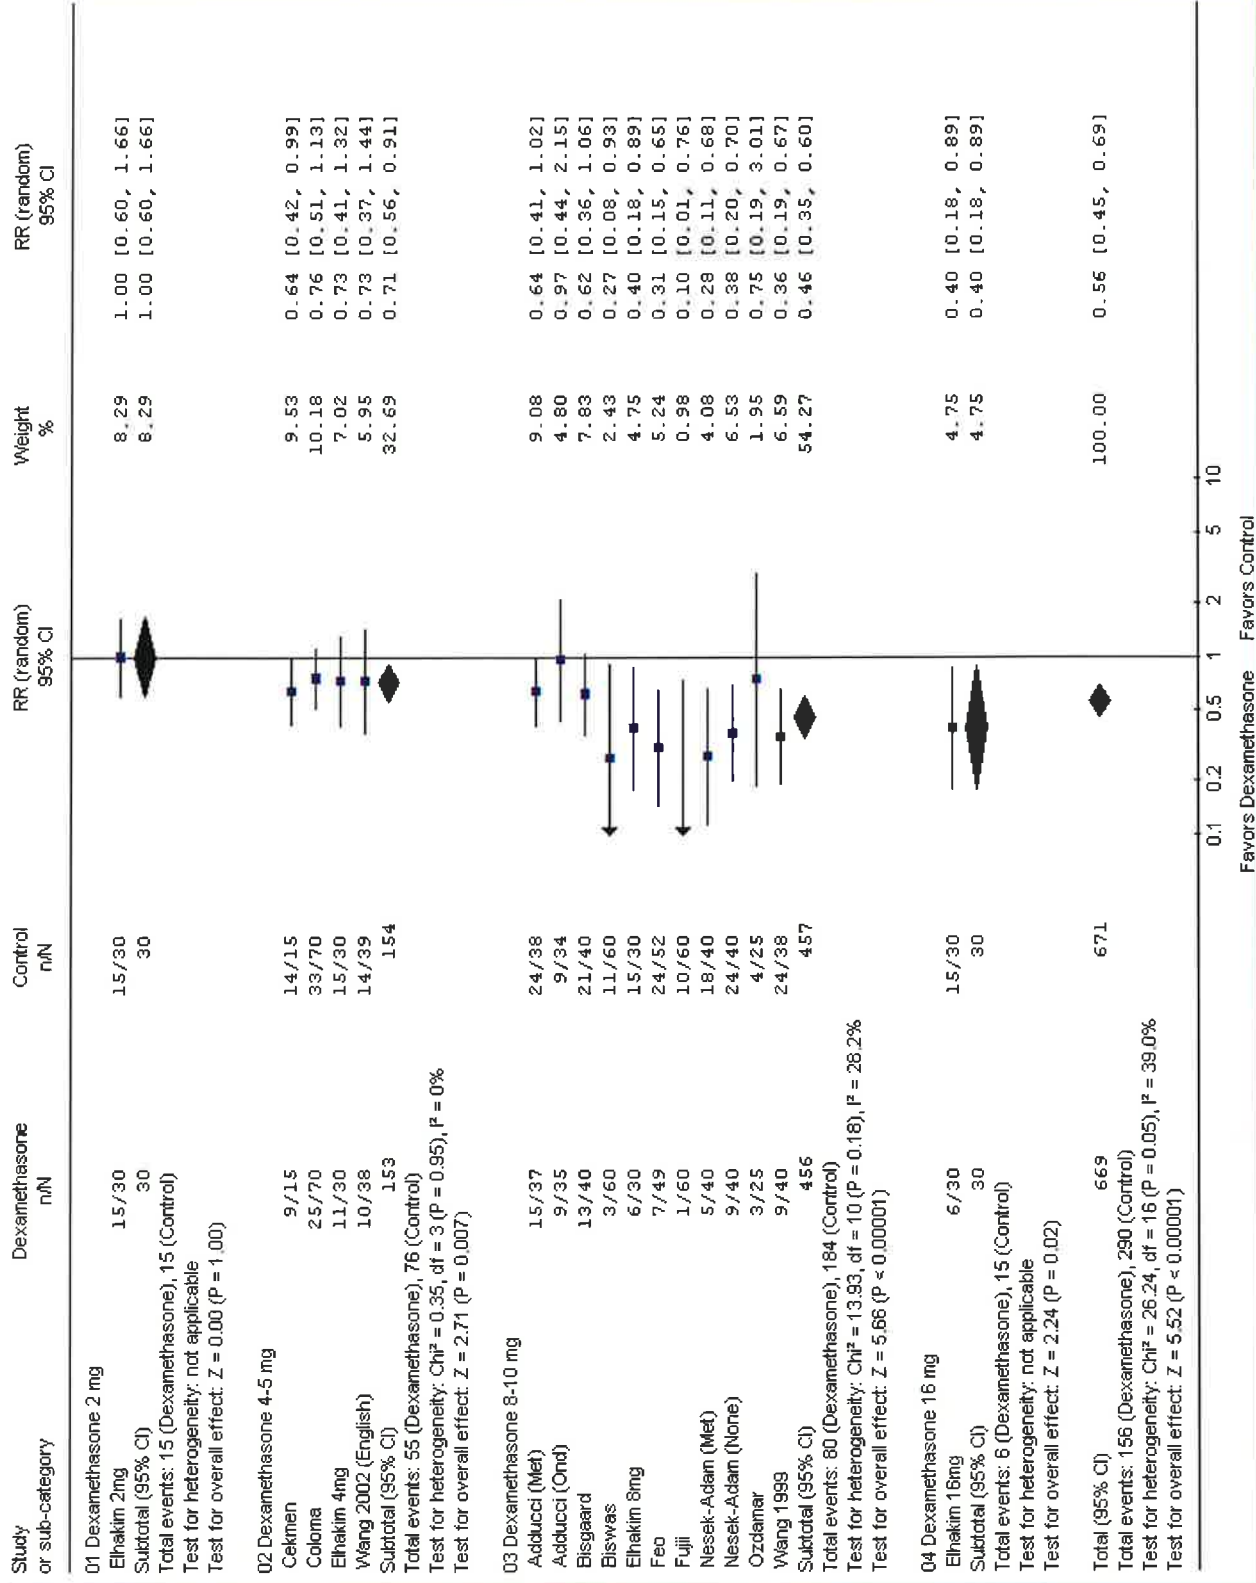 Study
or sub-category
Dexamethasone
n/N
Control
n/N
RR (random)
95% CI
Weight
%
RR (random)
95% CI
01 Dexamethasone 2 mg
Elhakim 2mg 15/30 15/30 8.29 1.00 [0.60, 1.66]
Subtotal (95% CI) 30 30 8.29 1.00 [0.60, 1.66]
Total events: 15 (Dexamethasone), 15 (Control)
Test for heterogeneity: not applicable
Test for overall effect: Z = 0.00 (P = 1.00)
02 Dexamethasone 4-5 mg
Cekmen 9/15 14/15 9.53 0.64 [0.42, 0.99]
Coloma 25/70 33/70 10.18 0.76 [0.51, 1.13]
Elhakim 4mg 11/30 15/30 7.02 0.73 [0.41, 1.32]
Wang 2002 (English) 10/38 14/39 5.95 0.73 [0.37, 1.44]
Subtotal (95% CI) 153 154 32.69 0.71 [0.56, 0.91]
Total events: 55 (Dexamethasone), 76 (Control)
Test for heterogeneity: Chi² = 0.35, df = 3 (P = 0.95), I² = 0%
Test for overall effect: Z = 2.71 (P = 0.007)
03 Dexamethasone 8-10 mg
Adducci (Met) 15/37 24/38 9.08 0.64 [0.41, 1.02]
Adducci (Ond) 9/35 9/34 4.80 0.97 [0.44, 2.15]
Bisgaard 13/40 21/40 7.83 0.62 [0.36, 1.06]
Biswas 3/60 11/60 2.43 0.27 [0.08, 0.93]
Elhakim 8mg 6/30 15/30 4.75 0.40 [0.18, 0.89]
Feo 7/49 24/52 5.24 0.31 [0.15, 0.65]
Fujii 1/60 10/60 0.98 0.10 [0.01, 0.76]
Nesek-Adam (Met) 5/40 18/40 4.08 0.28 [0.11, 0.68]
Nesek-Adam (None) 9/40 24/40 6.53 0.38 [0.20, 0.70]
Ozdamar 3/25 4/25 1.95 0.75 [0.19, 3.01]
Wang 1999 9/40 24/38 6.59 0.36 [0.19, 0.67]
Subtotal (95% CI) 456 457 54.27 0.46 [0.35, 0.60]
Total events: 80 (Dexamethasone), 184 (Control)
Test for heterogeneity: Chi² = 13.93, df = 10 (P = 0.18), I² = 28.2%
Test for overall effect: Z = 5.66 (P < 0.00001)
04 Dexamethasone 16 mg
Elhakim 16mg 6/30 15/30 4.75 0.40 [0.18, 0.89]
Subtotal (95% CI) 30 30 4.75 0.40 [0.18, 0.89]
Total events: 6 (Dexamethasone), 15 (Control)
Test for heterogeneity: not applicable
Test for overall effect: Z = 2.24 (P = 0.02)
Total (95% CI) 669 671 100.00 0.56 [0.45, 0.69]
Total events: 156 (Dexamethasone), 290 (Control)
Test for heterogeneity: Chi² = 26.24, df = 16 (P = 0.05), I² = 39.0%
Test for overall effect: Z = 5.52 (P < 0.00001)
0.1 0.2 0.5 1 2 5 10
Favors Dexamethasone Favors Control